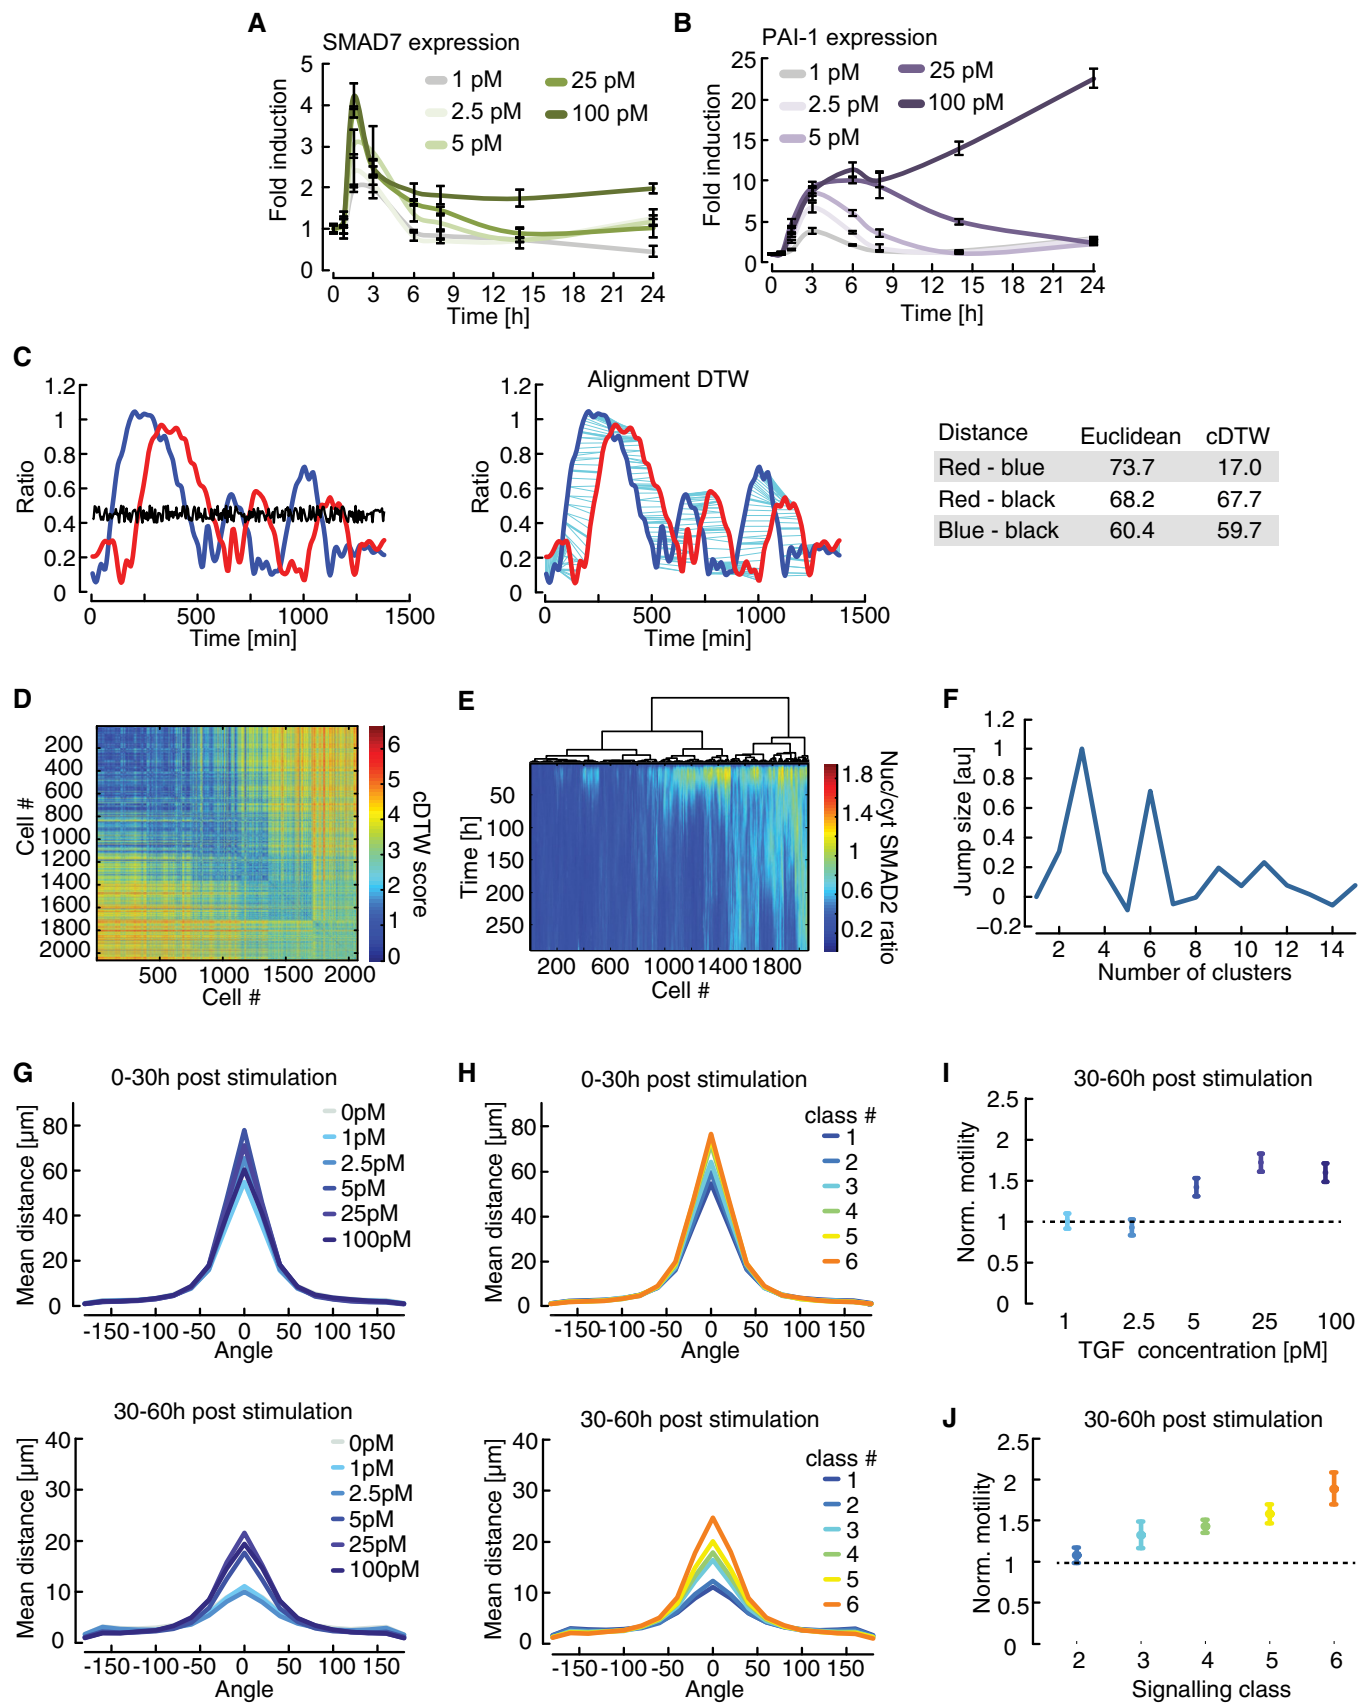 A
SMAD7 expression
Fold induction
5
4
3
2
1
0
1 pM
2.5 pM
5 pM
25 pM
100 pM
0 3 6 9 12 15 18 21 24
Time [h]
B
PAI-1 expression
Fold induction
25
20
15
10
5
1
1 pM
2.5 pM
5 pM
25 pM
100 pM
0 3 6 9 12 15 18 21 24
Time [h]
C
Ratio
1.2
1
0.8
0.6
0.4
0.2
0
0 500 1000 1500
Time [min]
Alignment DTW
Ratio
1.2
1
0.8
0.6
0.4
0.2
0
0 500 1000 1500
Time [min]
Distance Euclidean cDTW
Red - blue 73.7 17.0
Red - black 68.2 67.7
Blue - black 60.4 59.7
D
Cell #
200
400
600
800
1000
1200
1400
1600
1800
2000
500 1000 1500 2000
Cell #
6
5
4
3
2
1
0
cDTW score
E
Time [h]
50
100
150
200
250
200 600 1000 1400 1800
Cell #
1.8
1.4
1
0.6
0.2
Nuc/cyt SMAD2 ratio
F
Jump size [au]
1.2
1
0.8
0.6
0.4
0.2
0
−0.2
2 4 6 8 10 12 14
Number of clusters
G
0-30h post stimulation
Mean distance [µm]
80
60
40
20
0
0pM
1pM
2.5pM
5pM
25pM
100pM
-150 -100 -50 0 50 100 150
Angle
30-60h post stimulation
Mean distance [µm]
40
30
20
10
0
0pM
1pM
2.5pM
5pM
25pM
100pM
-150 -100 -50 0 50 100 150
Angle
H
0-30h post stimulation
Mean distance [µm]
80
60
40
20
0
class #
1
2
3
4
5
6
-150 -100 -50 0 50 100 150
Angle
30-60h post stimulation
Mean distance [µm]
40
30
20
10
0
class #
1
2
3
4
5
6
-150 -100 -50 0 50 100 150
Angle
I
30-60h post stimulation
Norm. motility
2.5
2
1.5
1
0.5
0
1 2.5 5 25 100
TGF concentration [pM]
J
30-60h post stimulation
Norm. motility
2.5
2
1.5
1
0.5
0
2 3 4 5 6
Signalling class